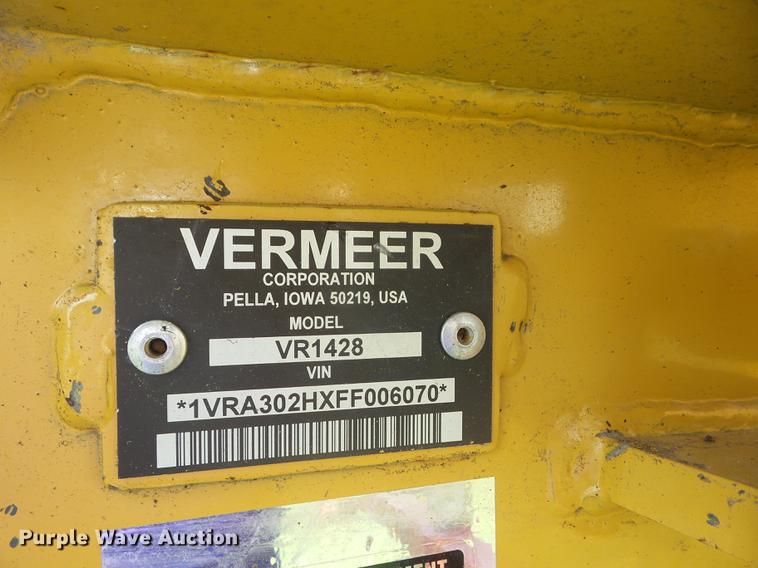 VERMEER
CORPORATION
PELLA, IOWA 50219, USA
MODEL
VR1428
VIN
*1VRA302HXFF006070*
Purple Wave Auction